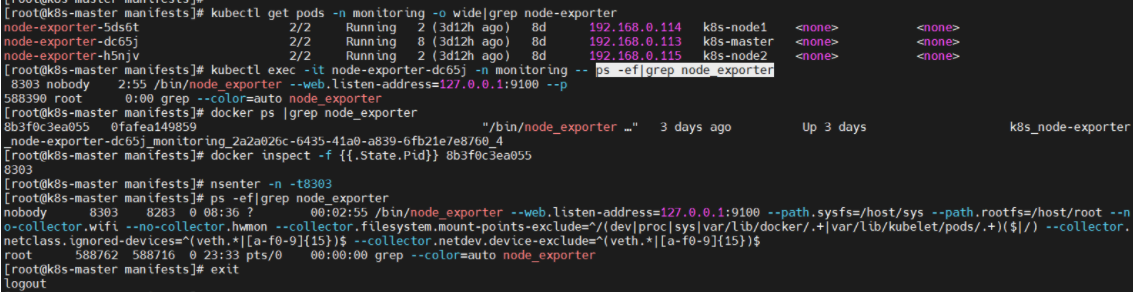 [root@k8s-master manifests]# kubectl get pods -n monitoring -o wide|grep node-exporter
node-exporter-5ds6t 2/2 Running 2 (3d12h ago) 8d 192.168.0.114 k8s-node1 <none> <none>
node-exporter-dc65j 2/2 Running 8 (3d12h ago) 8d 192.168.0.113 k8s-master <none> <none>
node-exporter-h5njv 2/2 Running 2 (3d12h ago) 8d 192.168.0.115 k8s-node2 <none> <none>
[root@k8s-master manifests]# kubectl exec -it node-exporter-dc65j -n monitoring -- ps -ef|grep node_exporter
8303 nobody 2:55 /bin/node_exporter --web.listen-address=127.0.0.1:9100 --p
588390 root 0:00 grep --color=auto node_exporter
[root@k8s-master manifests]# docker ps |grep node_exporter
8b3f0c3ea055 0fafea149859 "/bin/node_exporter …" 3 days ago Up 3 days k8s_node-exporter
_node-exporter-dc65j_monitoring_2a2a026c-6435-41a0-a839-6fb21e7e8760_4
[root@k8s-master manifests]# docker inspect -f {{.State.Pid}} 8b3f0c3ea055
8303
[root@k8s-master manifests]# nsenter -n -t8303
[root@k8s-master manifests]# ps -ef|grep node_exporter
nobody 8303 8283 0 08:36 ? 00:02:55 /bin/node_exporter --web.listen-address=127.0.0.1:9100 --path.sysfs=/host/sys --path.rootfs=/host/root --n
o-collector.wifi --no-collector.hwmon --collector.filesystem.mount-points-exclude=^/(dev|proc|sys|var/lib/docker/.+|var/lib/kubelet/pods/.+)($|/) --collector.
netclass.ignored-devices=^(veth.*|[a-f0-9]{15})$ --collector.netdev.device-exclude=^(veth.*|[a-f0-9]{15})$
root 588762 588716 0 23:33 pts/0 00:00:00 grep --color=auto node_exporter
[root@k8s-master manifests]# exit
logout